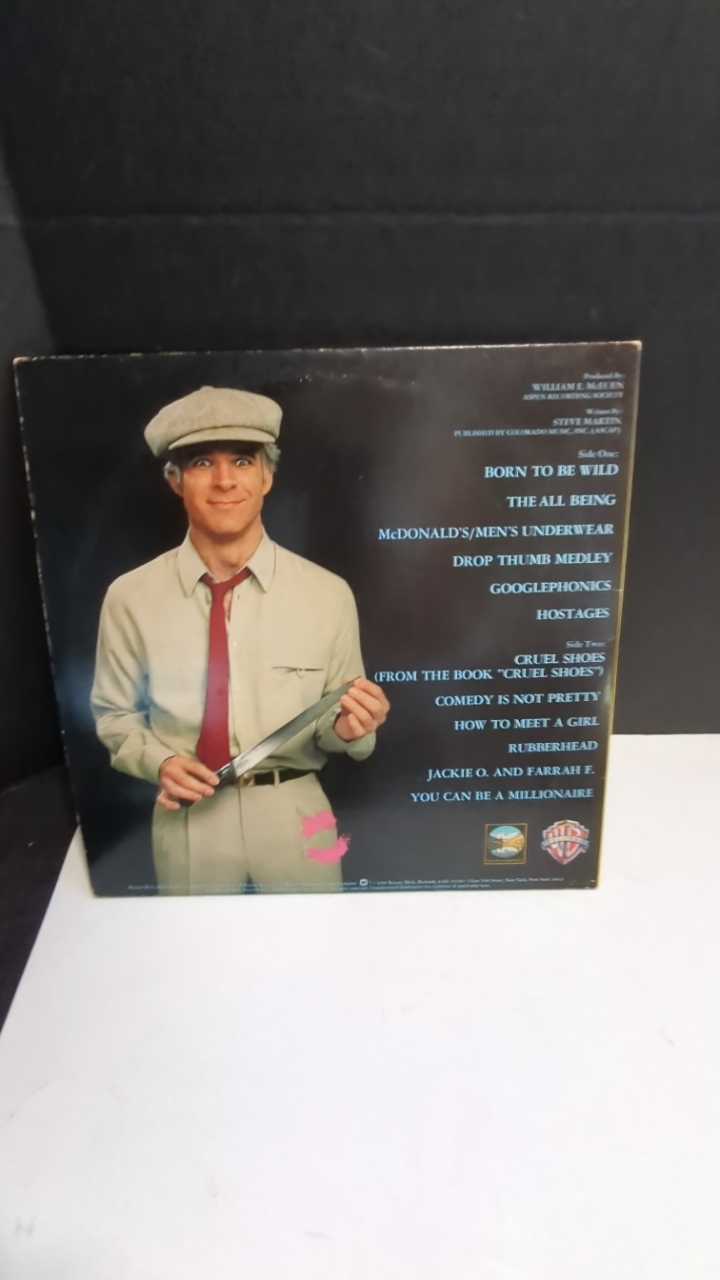 Produced By:
WILLIAM E. McEUEN
ASPEN RECORDING SOCIETY
Written By:
STEVE MARTIN
PUBLISHED BY COLORADO MUSIC, INC. (ASCAP)
Side One:
BORN TO BE WILD
THE ALL BEING
McDONALD'S/MEN'S UNDERWEAR
DROP THUMB MEDLEY
GOOGLEPHONICS
HOSTAGES
Side Two:
CRUEL SHOES
(FROM THE BOOK "CRUEL SHOES")
COMEDY IS NOT PRETTY
HOW TO MEET A GIRL
RUBBERHEAD
JACKIE O. AND FARRAH F.
YOU CAN BE A MILLIONAIRE